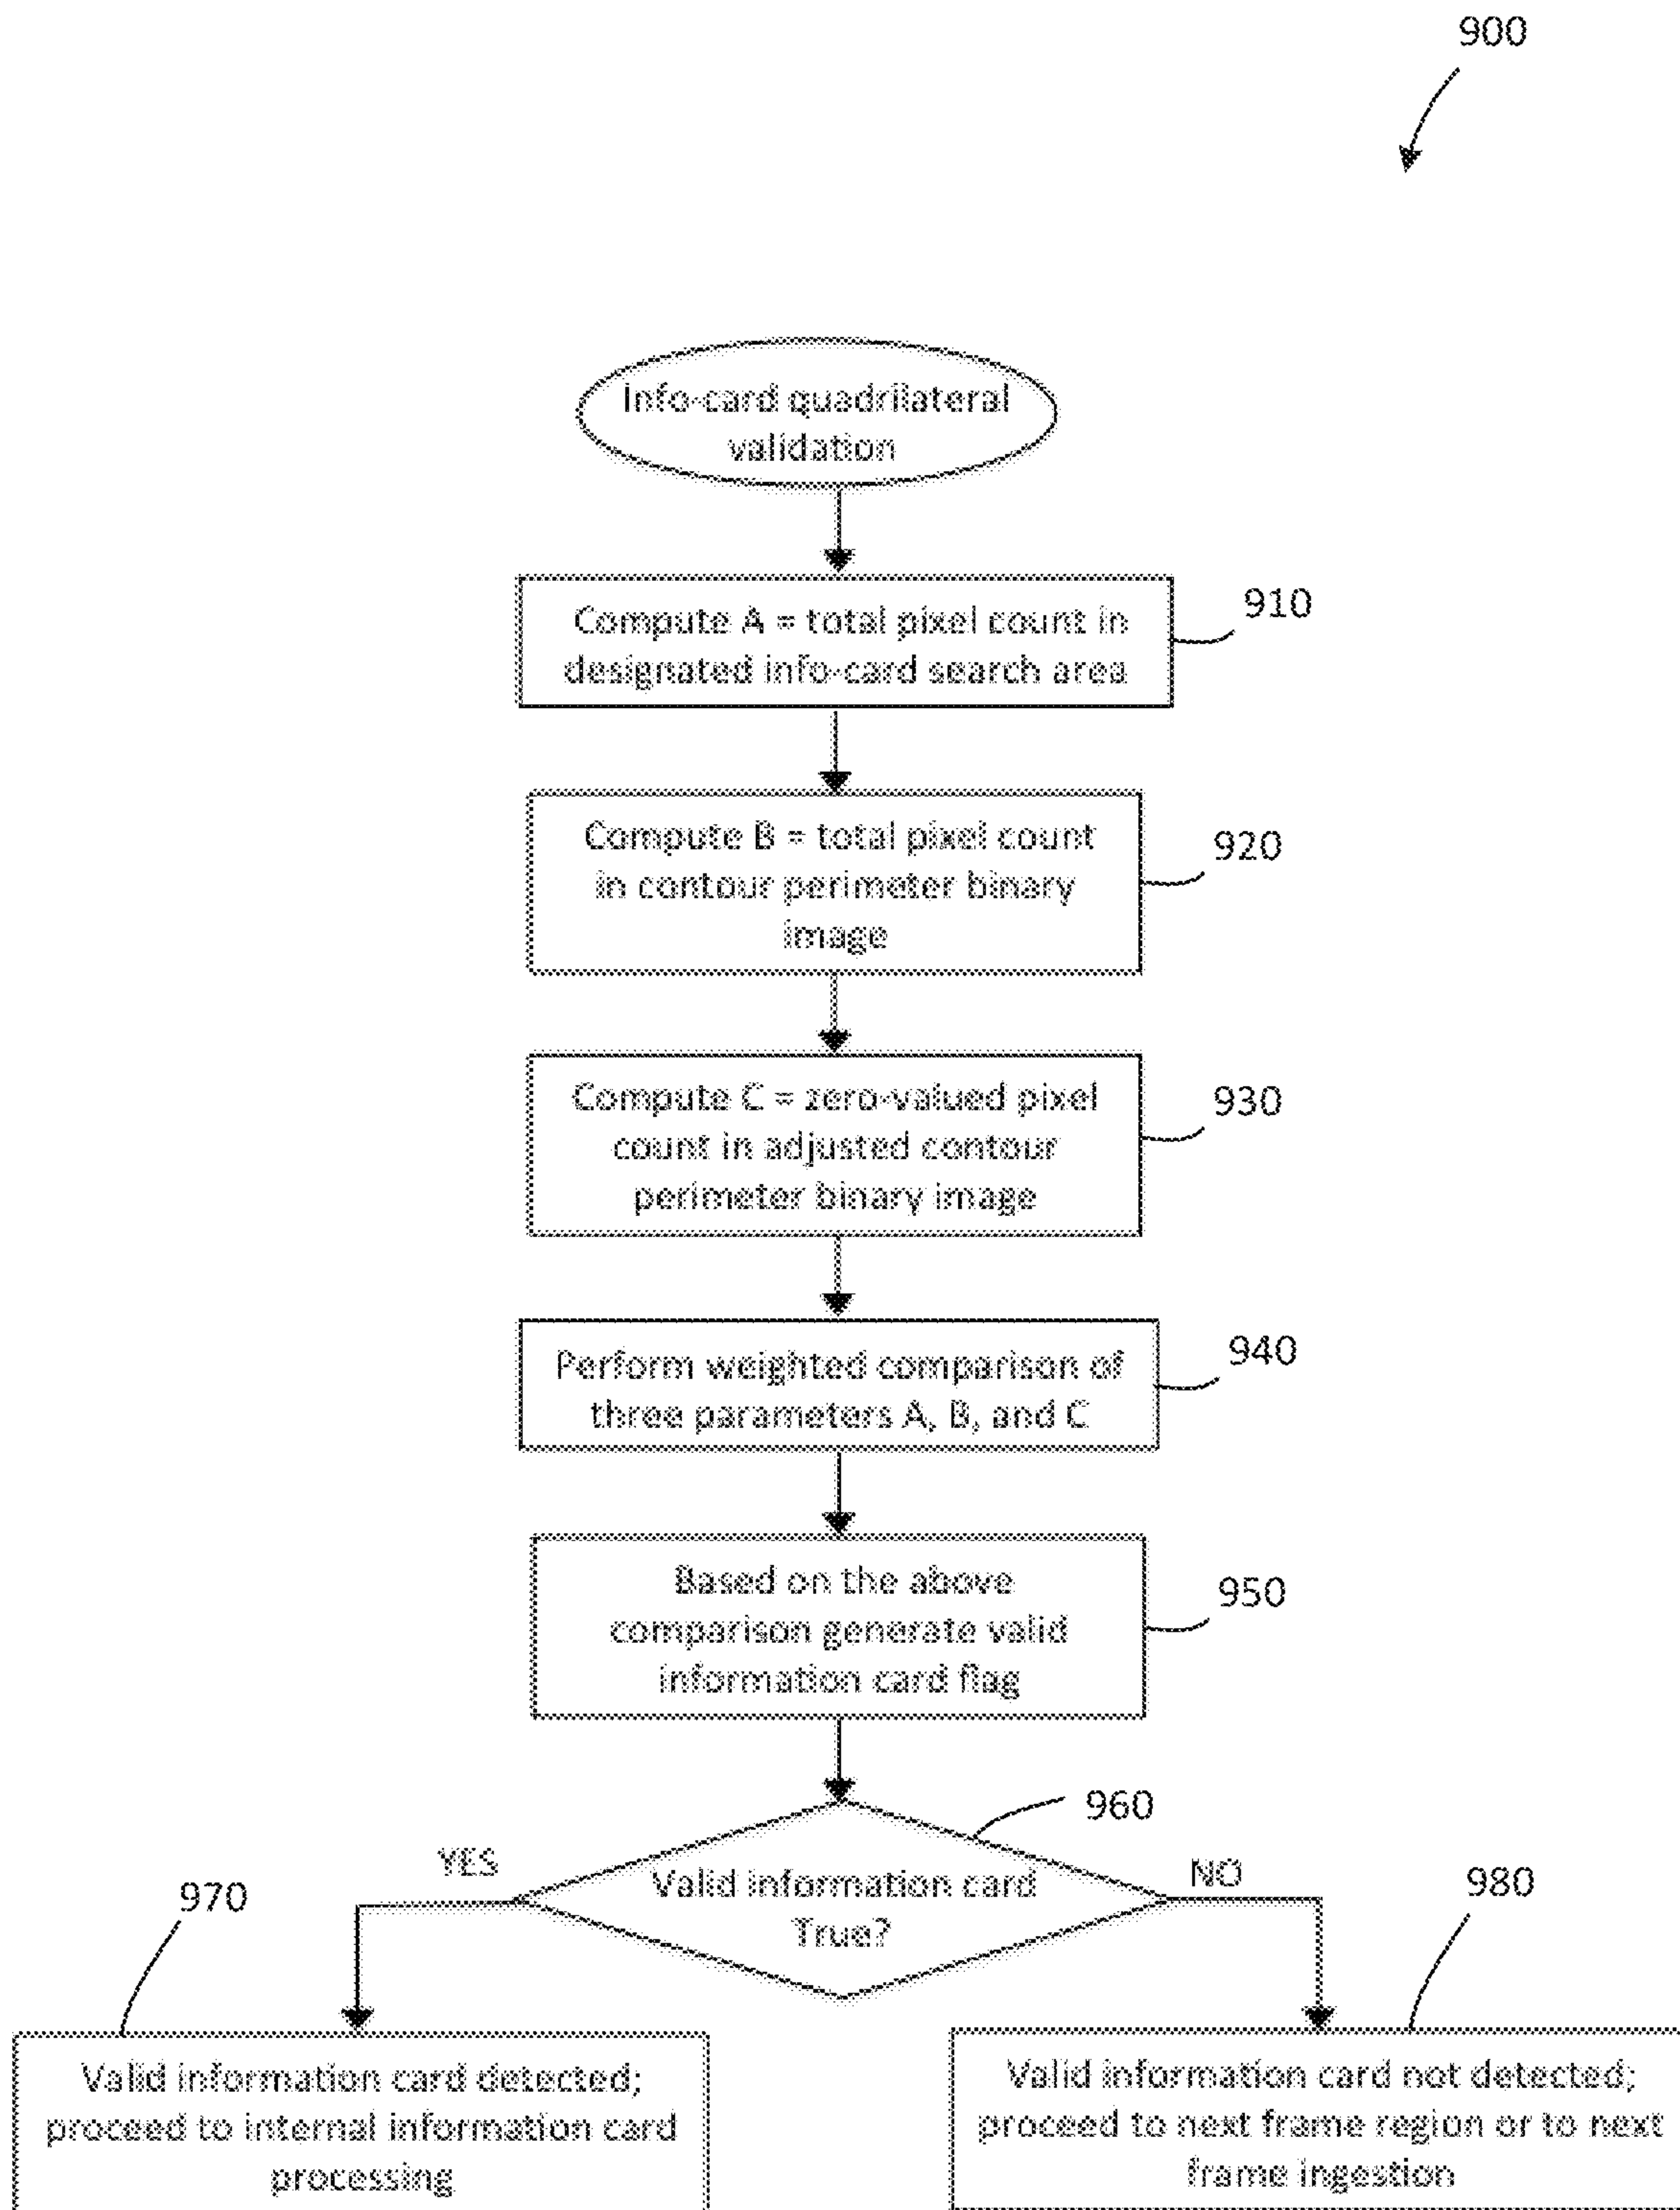 900
Info-card quadrilateral
validation
Compute A = total pixel count in
designated info-card search area
910
Compute B = total pixel count
in contour perimeter binary
image
920
Compute C = zero-valued pixel
count in adjusted contour
perimeter binary image
930
Perform weighted comparison of
three parameters A, B, and C
940
Based on the above
comparison generate valid
information card flag
950
960
YES
Valid information card
True?
NO
970
980
Valid information card detected;
proceed to internal information card
processing
Valid information card not detected;
proceed to next frame region or to next
frame ingestion